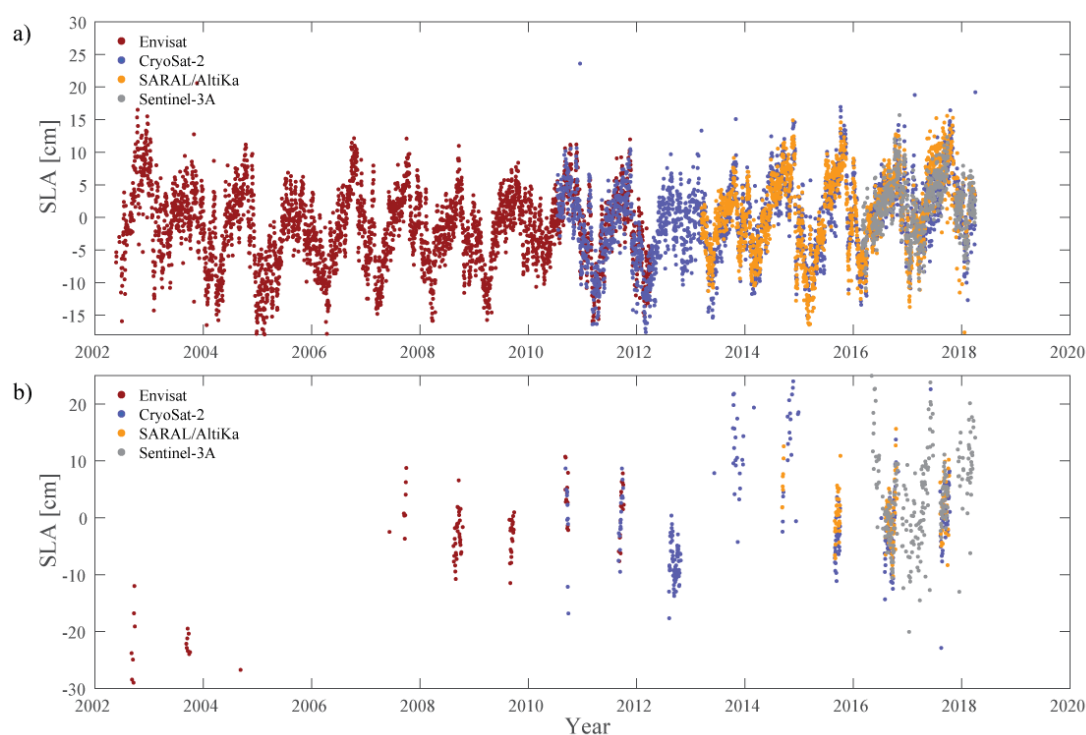 a)
30
25
20
15
10
5
0
-5
-10
-15
SLA [cm]
Envisat
CryoSat-2
SARAL/AltiKa
Sentinel-3A
2002 2004 2006 2008 2010 2012 2014 2016 2018 2020
b)
20
10
0
-10
-20
-30
SLA [cm]
Envisat
CryoSat-2
SARAL/AltiKa
Sentinel-3A
2002 2004 2006 2008 2010 2012 2014 2016 2018 2020
Year